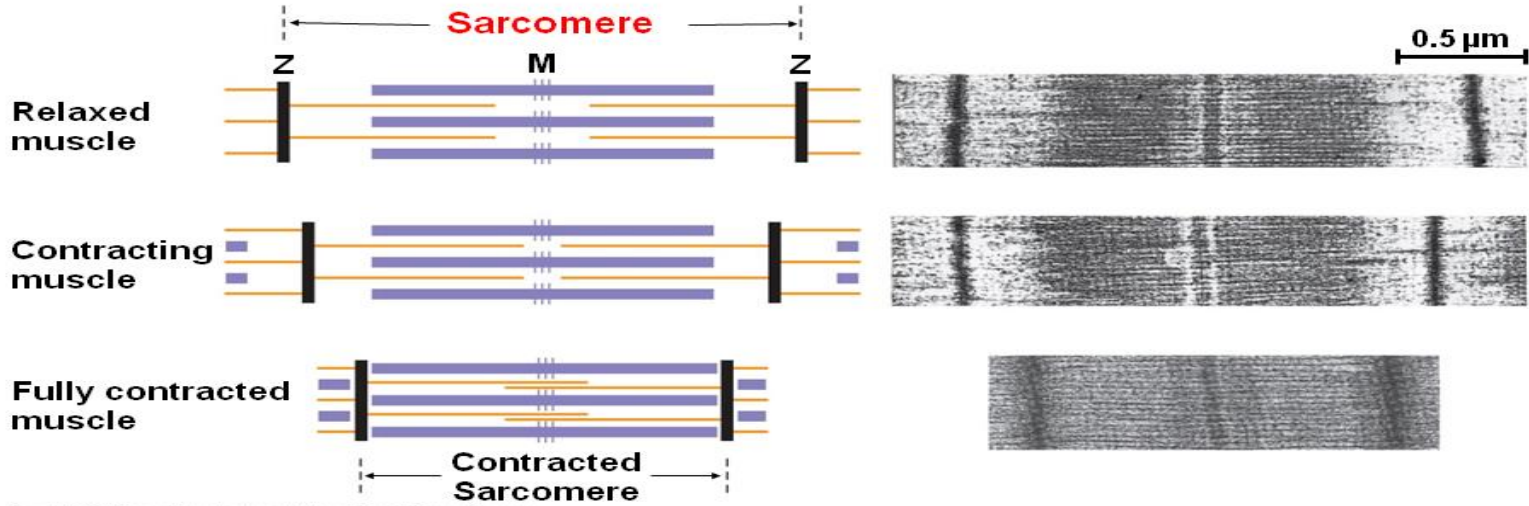 Sarcomere
Z M Z
0.5 µm
Relaxed
muscle
Contracting
muscle
Fully contracted
muscle
Contracted
Sarcomere